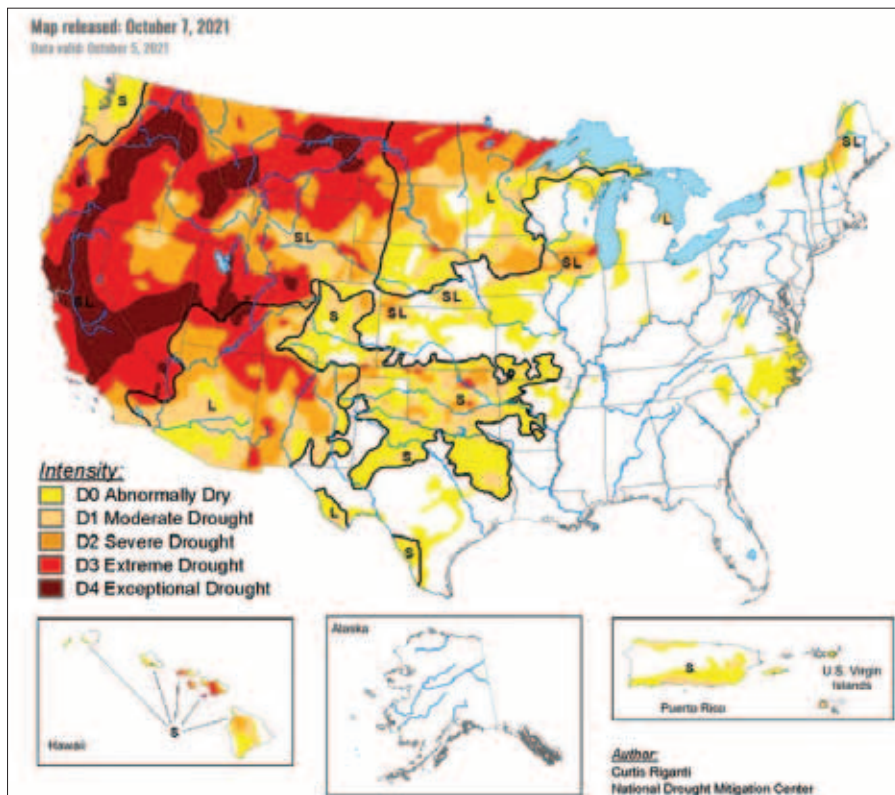 Map released: October 7, 2021
Data valid: October 5, 2021
S
SL
L
SL
L
SL
SL
SL
S
SL
SL
L
S
S
L
S
Intensity:
D0 Abnormally Dry
D1 Moderate Drought
D2 Severe Drought
D3 Extreme Drought
D4 Exceptional Drought
Hawaii
S
Alaska
S
U.S. Virgin
Islands
Puerto Rico
Author:
Curtis Riganti
National Drought Mitigation Center